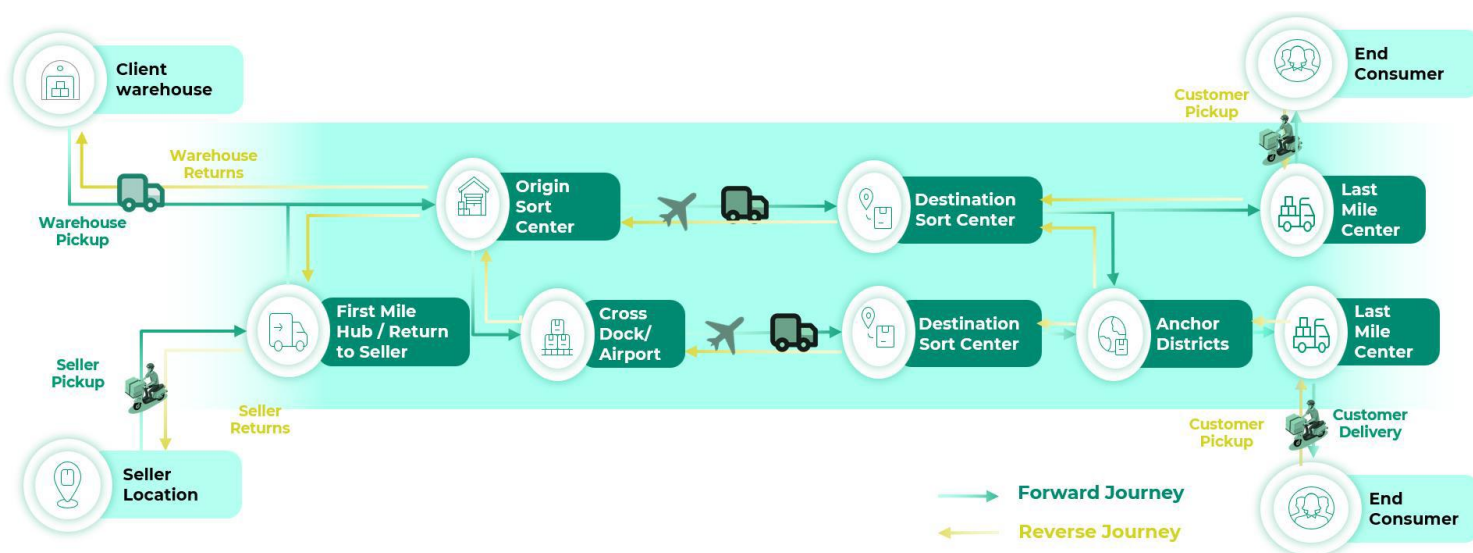 Client
warehouse
End
Consumer
Customer
Pickup
Warehouse
Returns
Warehouse
Pickup
Origin
Sort
Center
Destination
Sort Center
Last
Mile
Center
First Mile
Hub / Return
to Seller
Cross
Dock/
Airport
Destination
Sort Center
Anchor
Districts
Last
Mile
Center
Seller
Pickup
Seller
Returns
Customer
Pickup
Customer
Delivery
Seller
Location
Forward Journey
Reverse Journey
End
Consumer